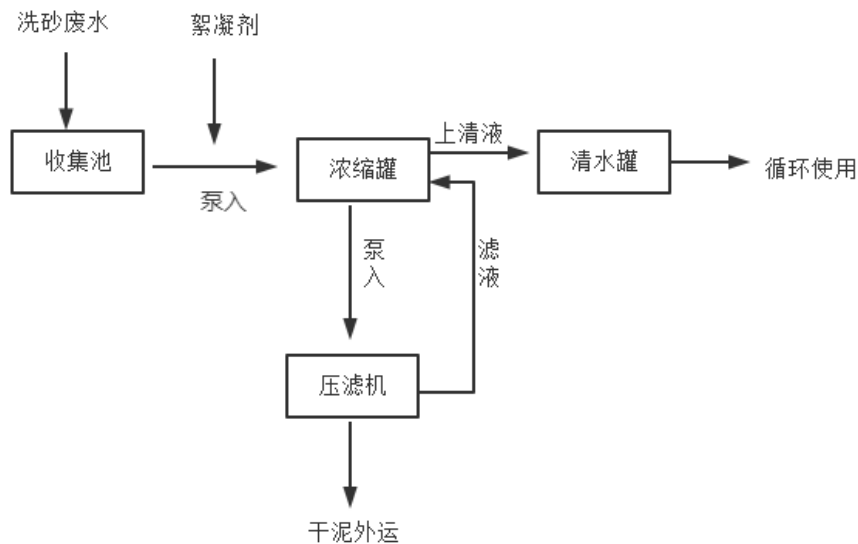 洗砂废水
絮凝剂
收集池
泵入
浓缩罐
上清液
清水罐
循环使用
泵入
滤液
压滤机
干泥外运